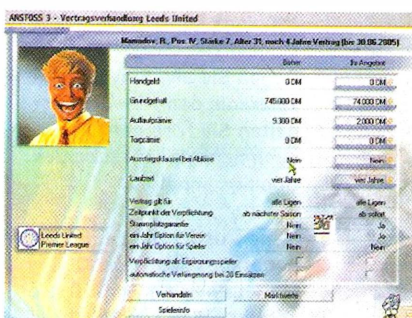 ANSTOSS 3 - Vertragsverhandlung Leeds United
Mamedov, R., Pos. IV, Stärke 7, Alter 31, noch 4 Jahre Vertrag (bis 30.06.2005)
Bisher Ihr Angebot
Handgeld 0 DM 0 DM
Grundgehalt 745.000 DM 74.000 DM
Auflaufprämie 9.300 DM 2.000 DM
Torprämie 0 DM 0 DM
Ausstiegsklausel bei Ablöse Nein Nein
Laufzeit vier Jahre vier Jahre
Vertrag gilt für alle Ligen alle Ligen
Zeitpunkt der Verpflichtung ab nächster Saison ab sofort
Stammplatzgarantie Nein Ja
ein Jahr Option für Verein Nein Ja
ein Jahr Option für Spieler Nein Nein
Verpflichtung als Ergänzungsspieler
automatische Verlängerung bei 20 Einsätzen
Leeds United
Premier League
Verhandeln Marktwerte
Spielerinfo